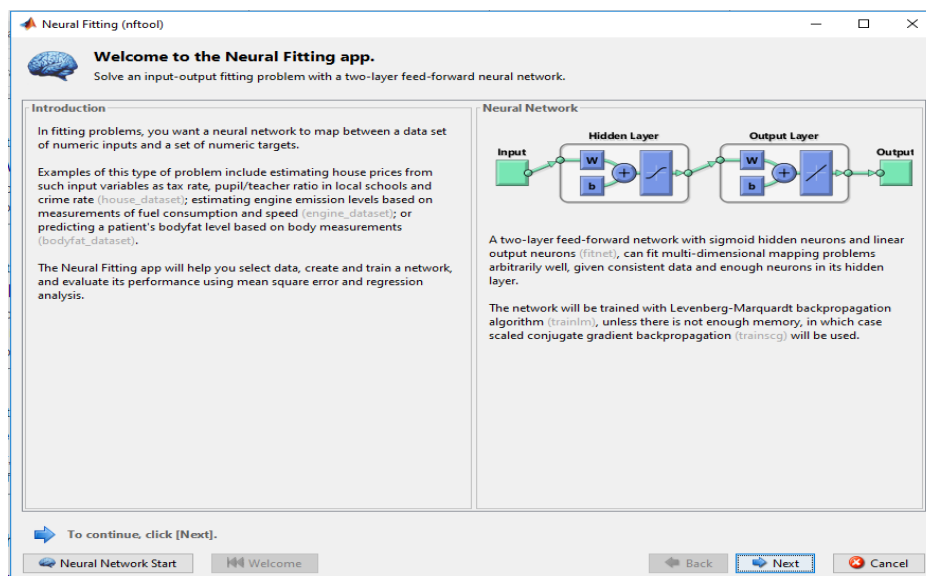 Neural Fitting (nftool)
Welcome to the Neural Fitting app.
Solve an input-output fitting problem with a two-layer feed-forward neural network.
Introduction
In fitting problems, you want a neural network to map between a data set
of numeric inputs and a set of numeric targets.
Examples of this type of problem include estimating house prices from
such input variables as tax rate, pupil/teacher ratio in local schools and
crime rate (house_dataset); estimating engine emission levels based on
measurements of fuel consumption and speed (engine_dataset); or
predicting a patient's bodyfat level based on body measurements
(bodyfat_dataset).
The Neural Fitting app will help you select data, create and train a network,
and evaluate its performance using mean square error and regression
analysis.
Neural Network
Hidden Layer
Output Layer
Input
Output
W
b
+
W
b
+
A two-layer feed-forward network with sigmoid hidden neurons and linear
output neurons (fitnet), can fit multi-dimensional mapping problems
arbitrarily well, given consistent data and enough neurons in its hidden
layer.
The network will be trained with Levenberg-Marquardt backpropagation
algorithm (trainlm), unless there is not enough memory, in which case
scaled conjugate gradient backpropagation (trainscg) will be used.
To continue, click [Next].
Neural Network Start
Welcome
Back
Next
Cancel